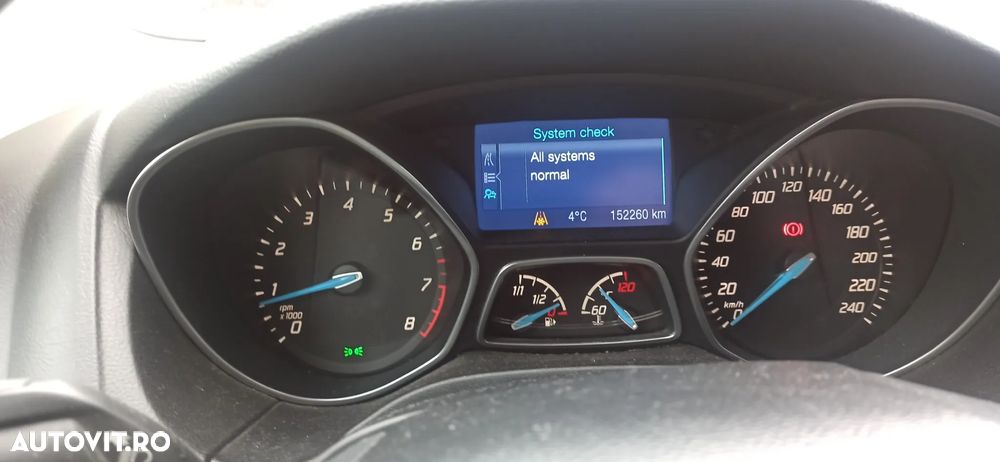 System check
All systems
normal
4°C 152260 km
0 1 2 3 4 5 6 7 8
rpm
x 1000
1/1 1/2 0
60 120
0 20 40 60 80 100 120 140 160 180 200 220 240
km/h
AUTOVIT.RO